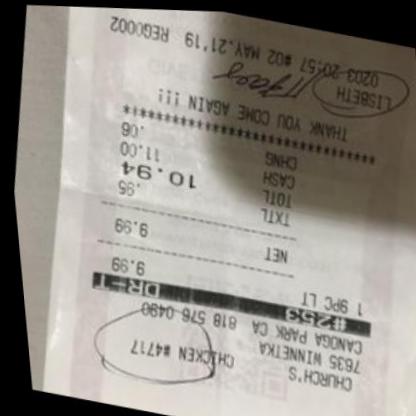 CHURCH'S CHICKEN #4717
7635 WINNETKA
CANOGA PARK CA 818 576 0490
#253 DR-T
1 9PC LT 9.99
NET 9.99
TXTL .95
TOTL 10.94
CASH 11.00
CHNG .06
THANK YOU COME AGAIN !!!
LISBETH
0203 20:57 #02 MAY.21'19 REG0002